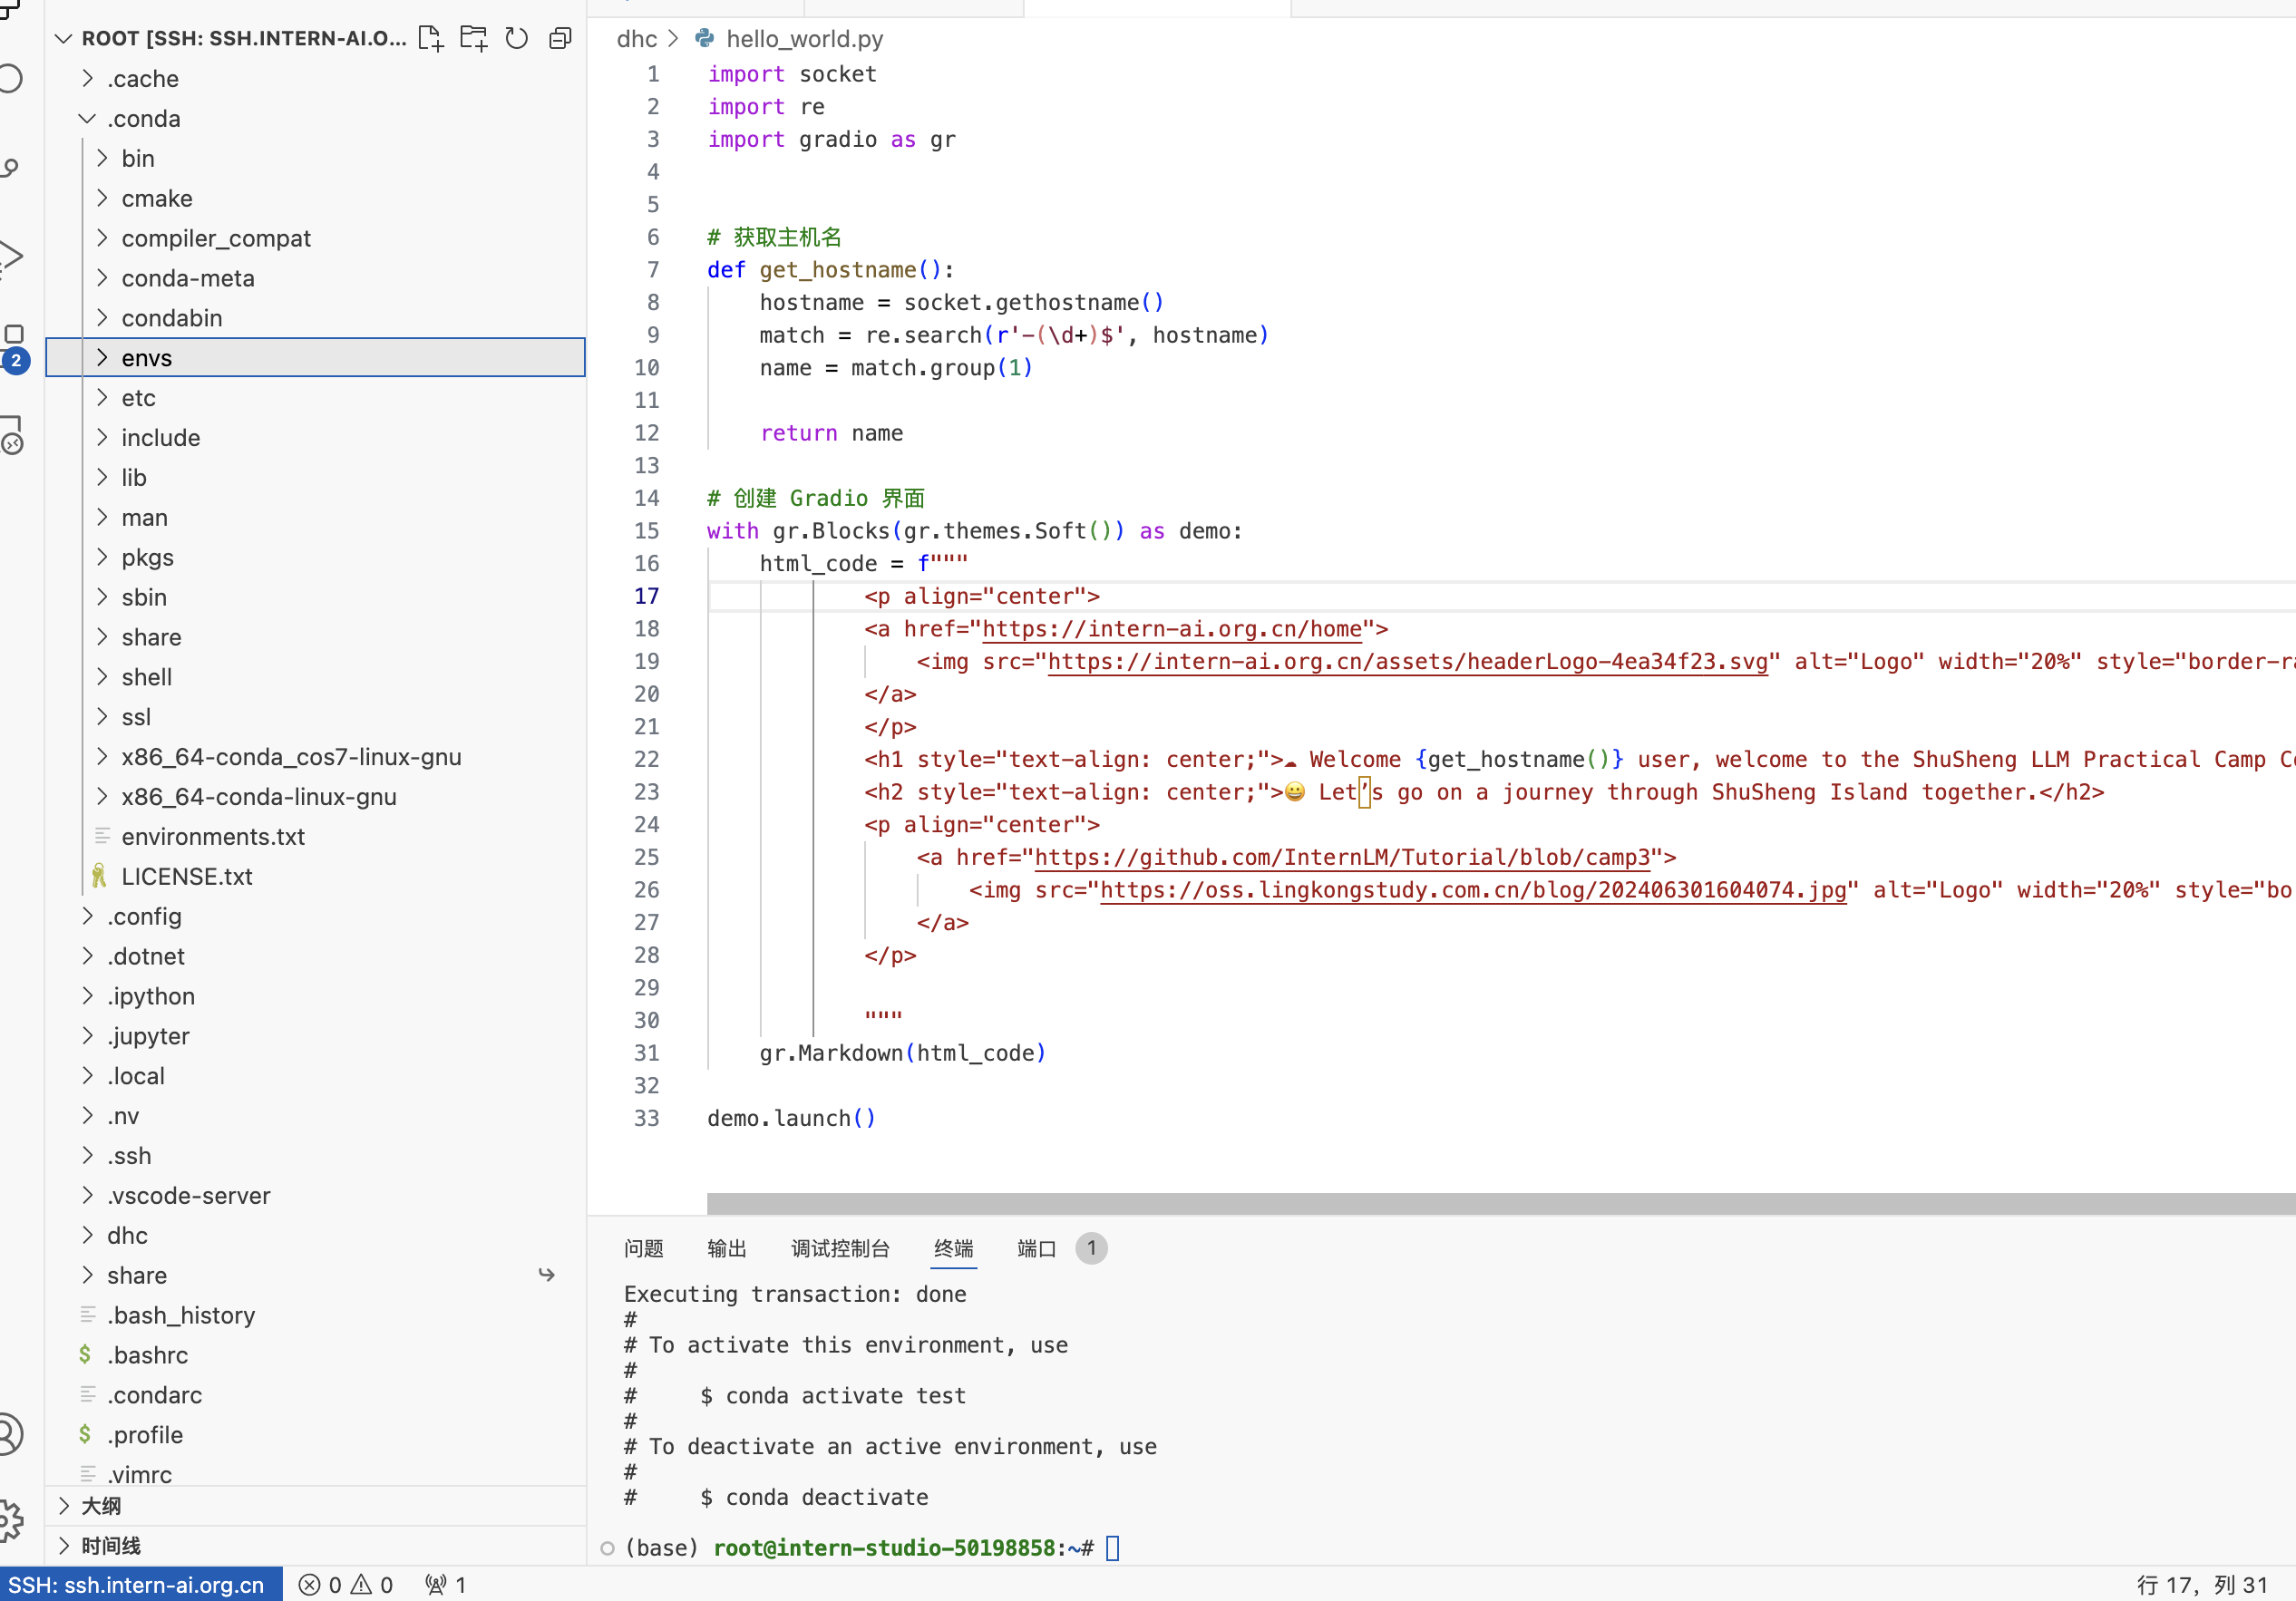 ROOT [SSH: SSH.INTERN-AI.O...
.cache
.conda
bin
cmake
compiler_compat
conda-meta
condabin
envs
etc
include
lib
man
pkgs
sbin
share
shell
ssl
x86_64-conda_cos7-linux-gnu
x86_64-conda-linux-gnu
environments.txt
LICENSE.txt
.config
.dotnet
.ipython
.jupyter
.local
.nv
.ssh
.vscode-server
dhc
share
.bash_history
$ .bashrc
.condarc
$ .profile
.vimrc
大纲
时间线
2
dhc > hello_world.py
1 import socket
2 import re
3 import gradio as gr
4
5
6 # 获取主机名
7 def get_hostname():
8 hostname = socket.gethostname()
9 match = re.search(r'-(\d+)$', hostname)
10 name = match.group(1)
11
12 return name
13
14 # 创建 Gradio 界面
15 with gr.Blocks(gr.themes.Soft()) as demo:
16 html_code = f"""
17 <p align="center">
18 <a href="https://intern-ai.org.cn/home">
19 <img src="https://intern-ai.org.cn/assets/headerLogo-4ea34f23.svg" alt="Logo" width="20%" style="border-ra
20 </a>
21 </p>
22 <h1 style="text-align: center;">☁️ Welcome {get_hostname()} user, welcome to the ShuSheng LLM Practical Camp Co
23 <h2 style="text-align: center;">😀 Let’s go on a journey through ShuSheng Island together.</h2>
24 <p align="center">
25 <a href="https://github.com/InternLM/Tutorial/blob/camp3">
26 <img src="https://oss.lingkongstudy.com.cn/blog/202406301604074.jpg" alt="Logo" width="20%" style="bo
27 </a>
28 </p>
29
30 """
31 gr.Markdown(html_code)
32
33 demo.launch()
问题 输出 调试控制台 终端 端口 1
Executing transaction: done
#
# To activate this environment, use
#
# $ conda activate test
#
# To deactivate an active environment, use
#
# $ conda deactivate
(base) root@intern-studio-50198858:~#
SSH: ssh.intern-ai.org.cn 0 0 1 行 17，列 31